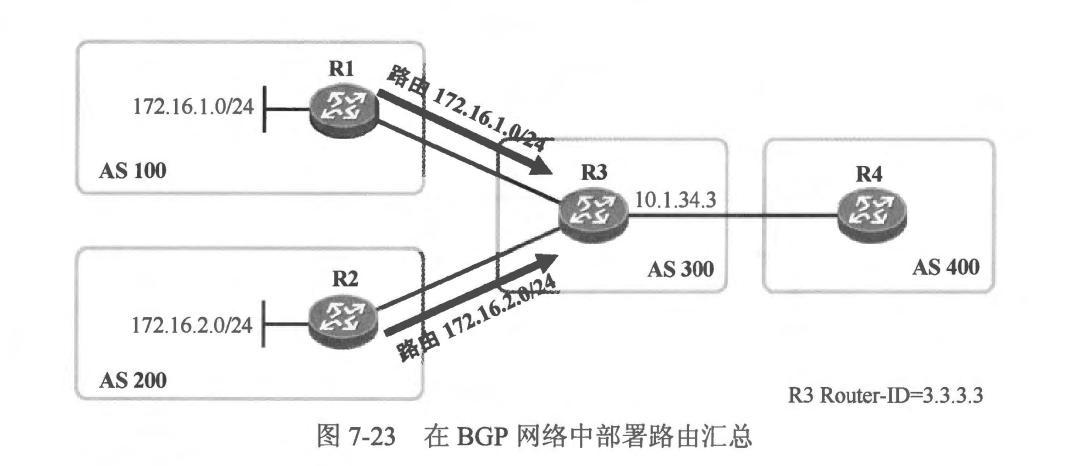 R1
路由 172.16.1.0/24
172.16.1.0/24
AS 100
R3
10.1.34.3
AS 300
R4
AS 400
R2
路由 172.16.2.0/24
172.16.2.0/24
AS 200
R3 Router-ID=3.3.3.3
图 7-23 在 BGP 网络中部署路由汇总